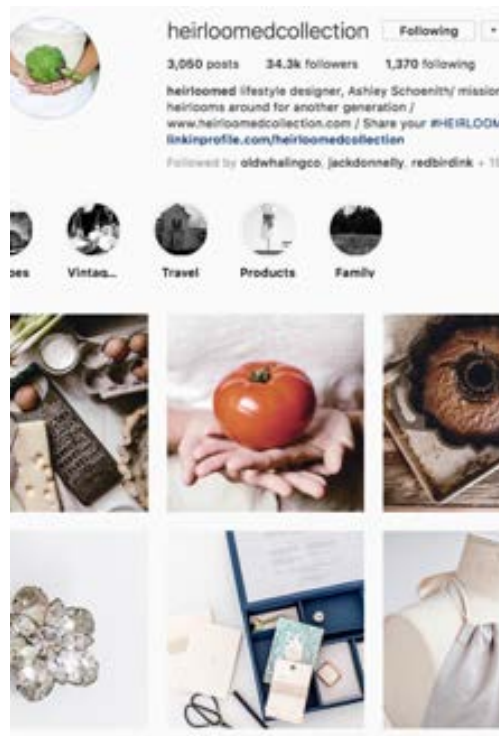 heirloomedcollection Following
3,050 posts 34.3k followers 1,370 following
heirloomed lifestyle designer, Ashley Schoenith/ mission
heirlooms around for another generation /
www.heirloomedcollection.com / Share your #HEIRLOOM
linkinprofile.com/heirloomedcollection
Followed by oldwhalingco, jackdonnelly, redbirdink +
pes Vintag... Travel Products Family